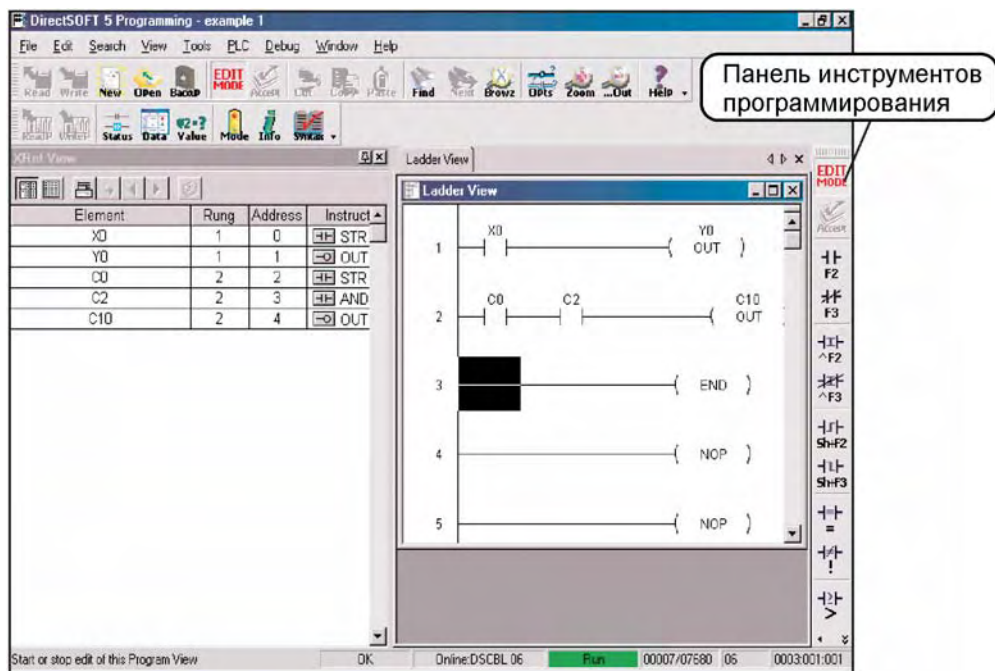 DirectSOFT 5 Programming - example 1
File Edit Search View Tools PLC Debug Window Help
Read Write New Open Backup EDIT MODE Accept Cut Copy Paste Find Next Browz OPts Zoom ...Out Help
ReadP WriteP Status Data Value Mode Info Syntax
Панель инструментов
программирования
XRef View
Element Rung Address Instruct
X0 1 0 STR
Y0 1 1 OUT
C0 2 2 STR
C2 2 3 AND
C10 2 4 OUT
Ladder View
Ladder View
X0 Y0
1 OUT
C0 C2 C10
2 OUT
3 END
4 NOP
5 NOP
EDIT
MODE
Accept
F2
F3
^F2
^F3
Sh+F2
Sh+F3
=
!
>
Start or stop edit of this Program View OK Online:DSCBL 06 Run 00007/07680 06 0003:001:001